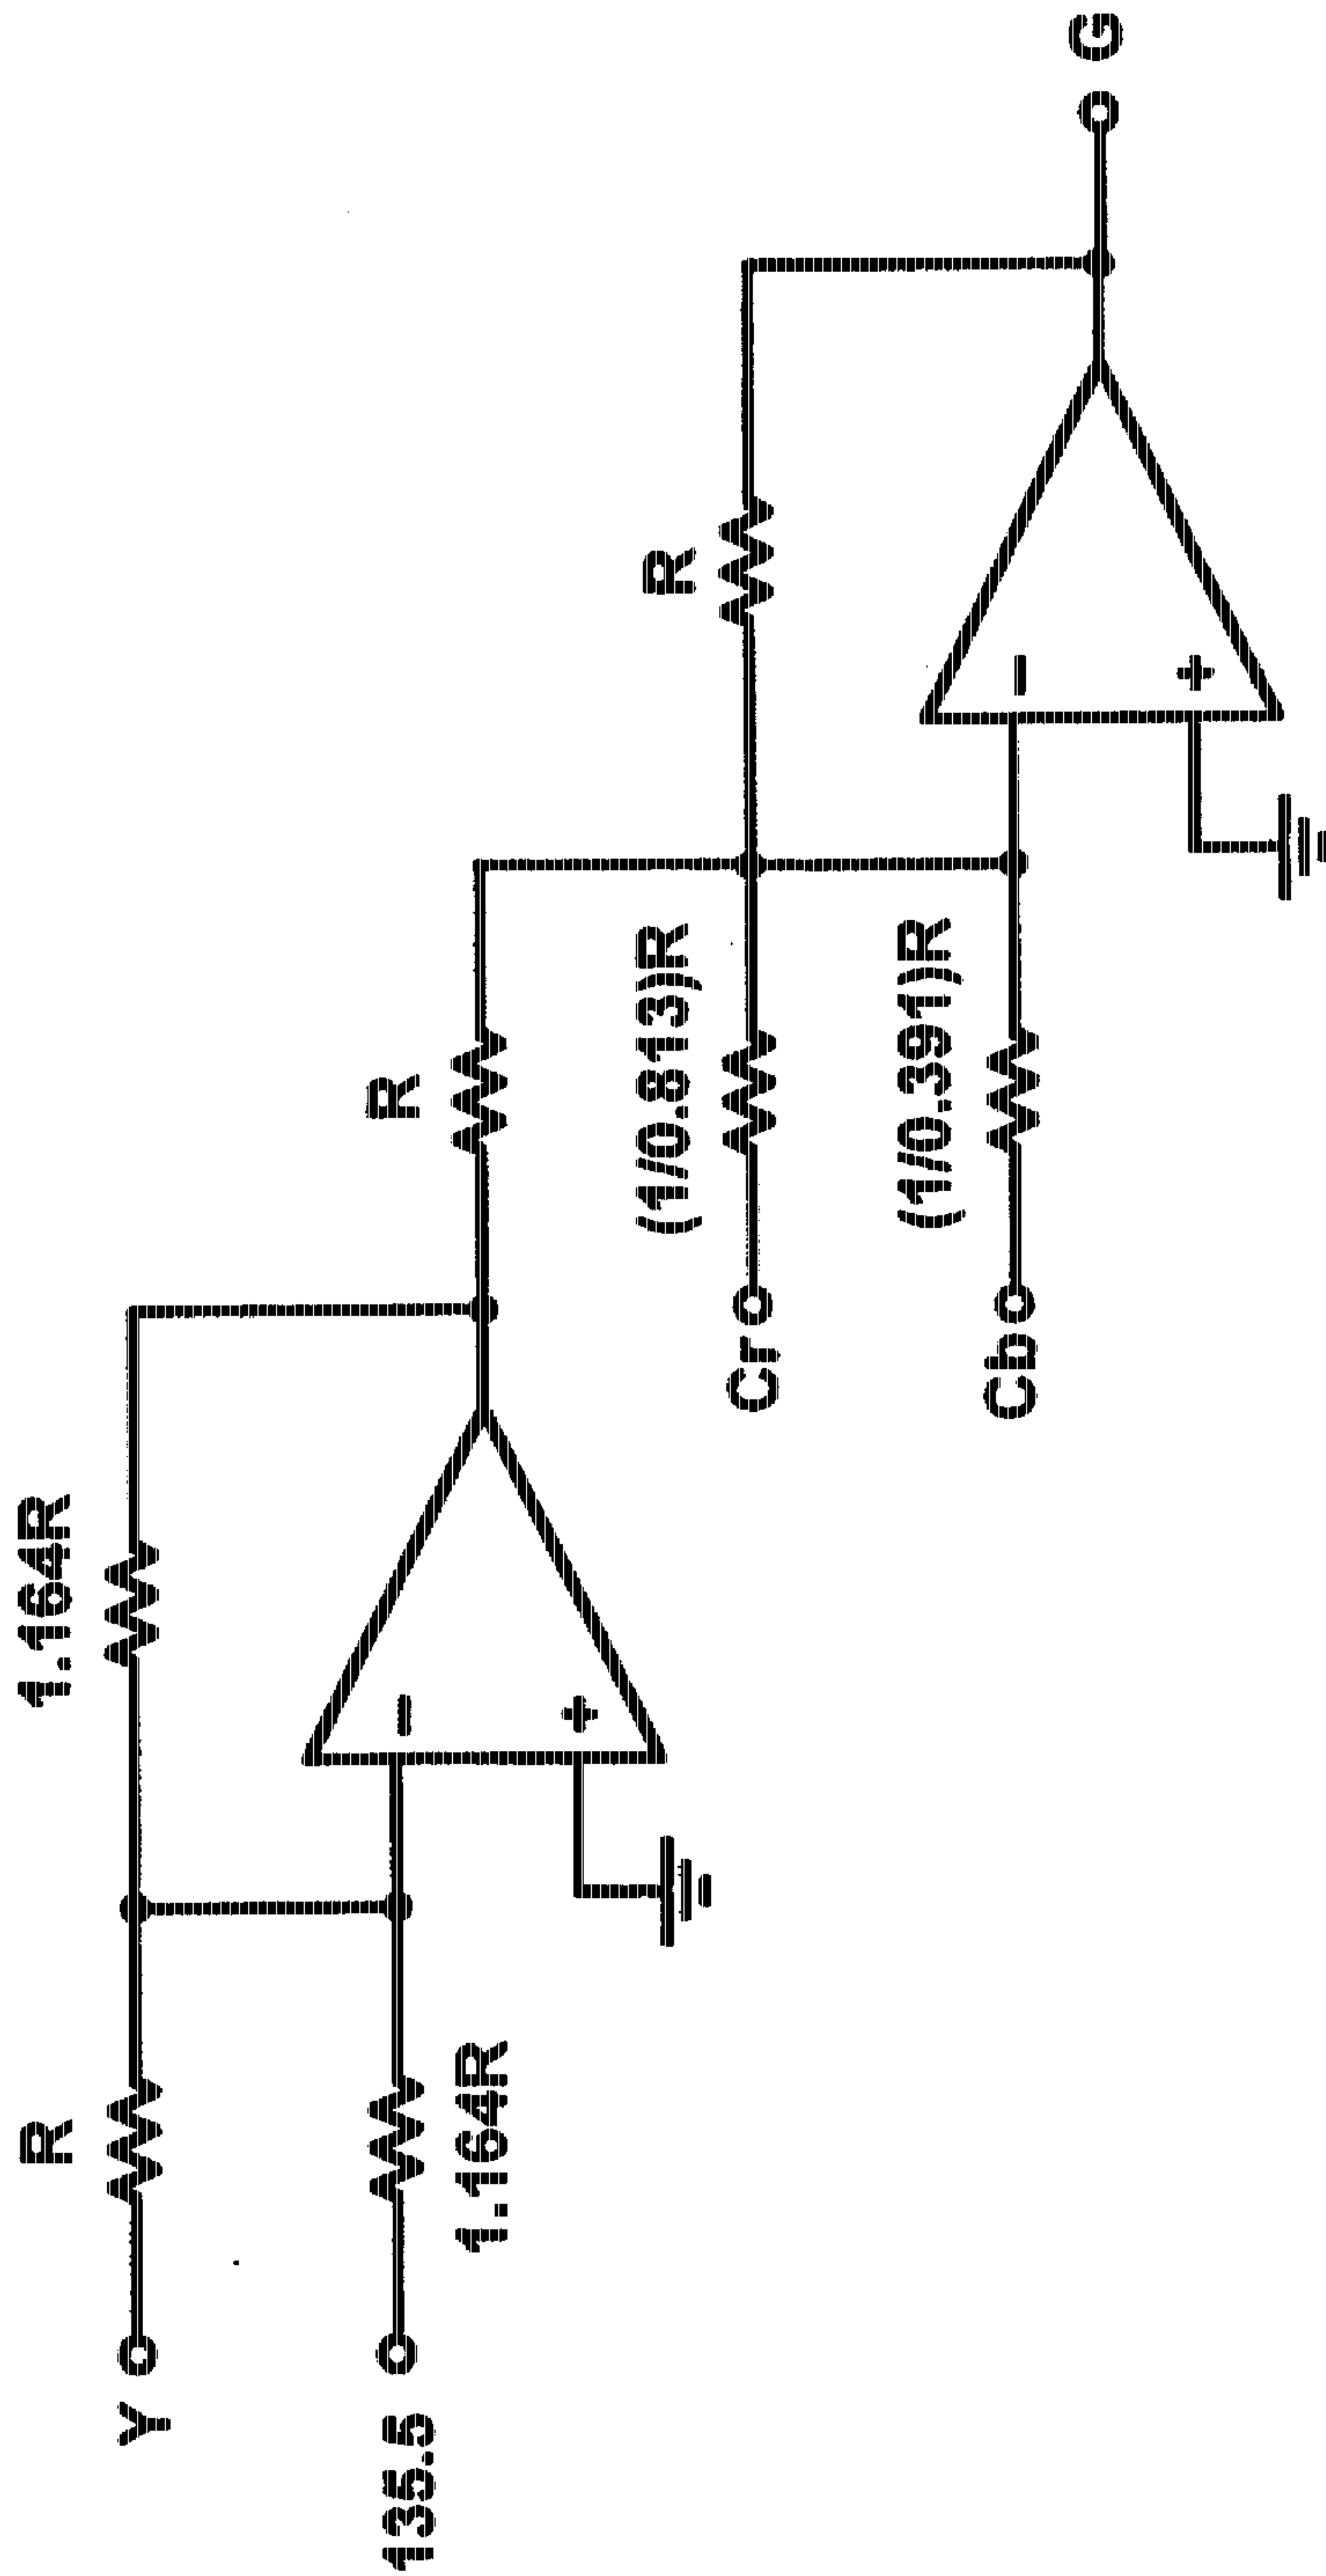 1.164R
R
Y
135.5
1.164R
−
+
R
R
(1/0.813)R
Cr
(1/0.391)R
Cb
−
+
G